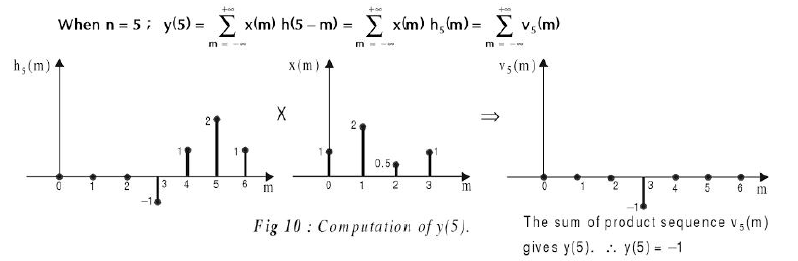 When n = 5 ; y(5) = +∞ ∑ m = −∞ x(m) h(5 − m) = +∞ ∑ m = −∞ x(m) h₅(m) = +∞ ∑ m = −∞ v₅(m)
h₅(m) x(m) v₅(m)
2 2
X ⇒
1 1 1 0.5 1
0 1 2 3 4 5 6 m 0 1 2 3 m 0 1 2 3 4 5 6 m
−1 −1
Fig 10 : Computation of y(5).
The sum of product sequence v₅(m)
gives y(5). ∴ y(5) = −1